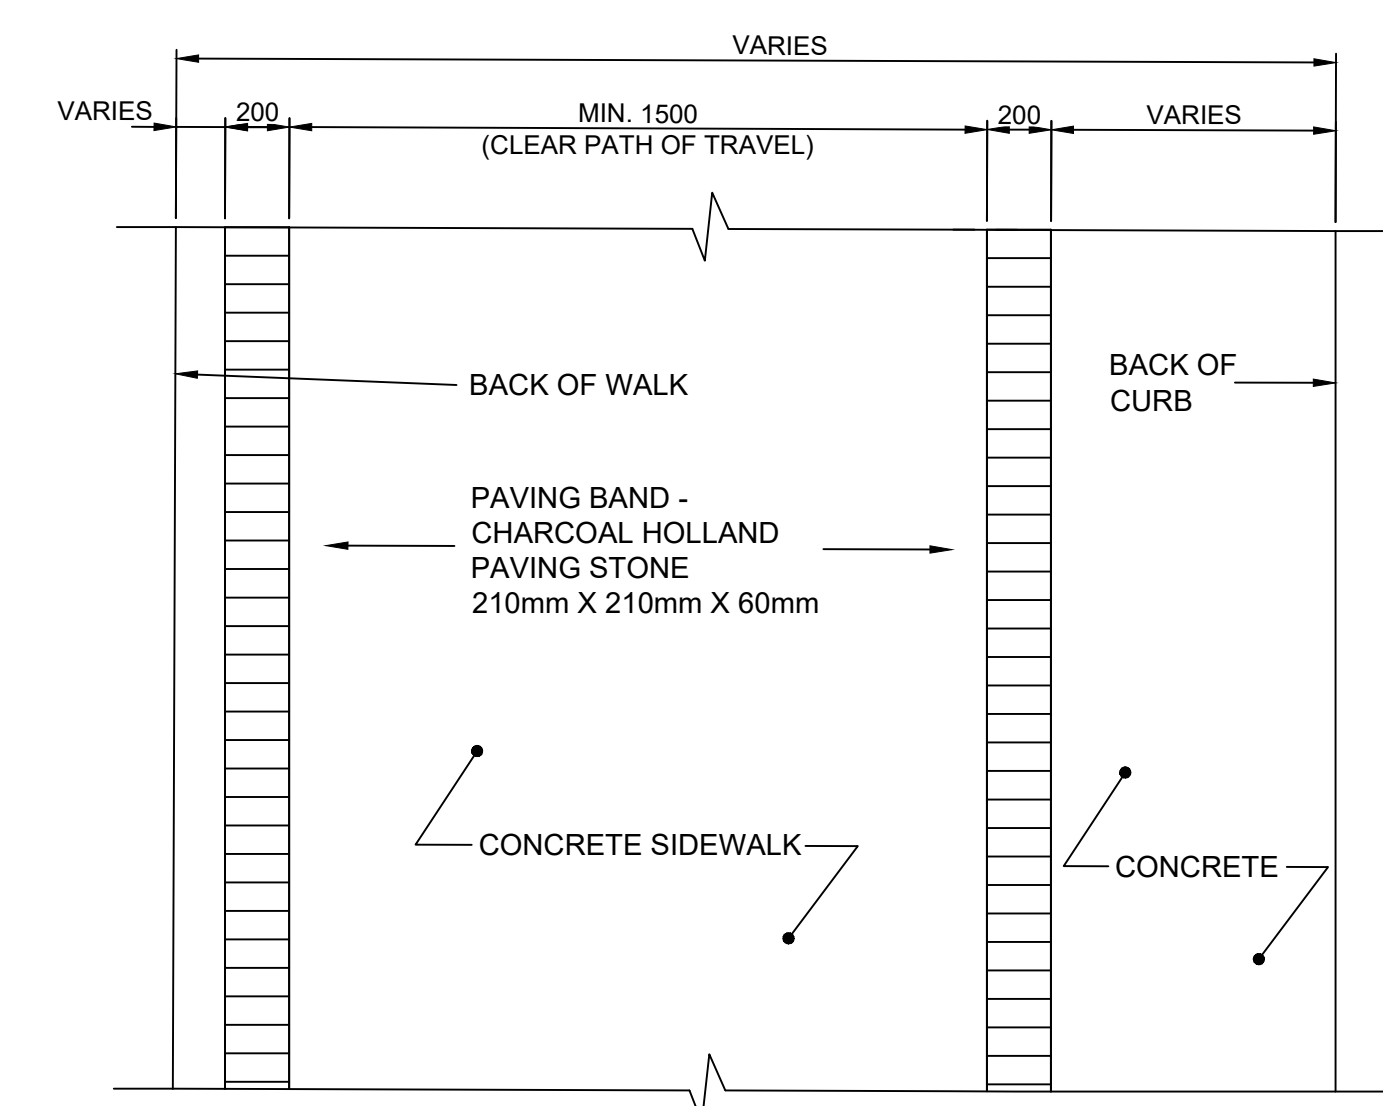 VARIES
VARIES
200
MIN. 1500
(CLEAR PATH OF TRAVEL)
200
VARIES
BACK OF WALK
BACK OF
CURB
PAVING BAND -
CHARCOAL HOLLAND
PAVING STONE
210mm X 210mm X 60mm
CONCRETE SIDEWALK
CONCRETE